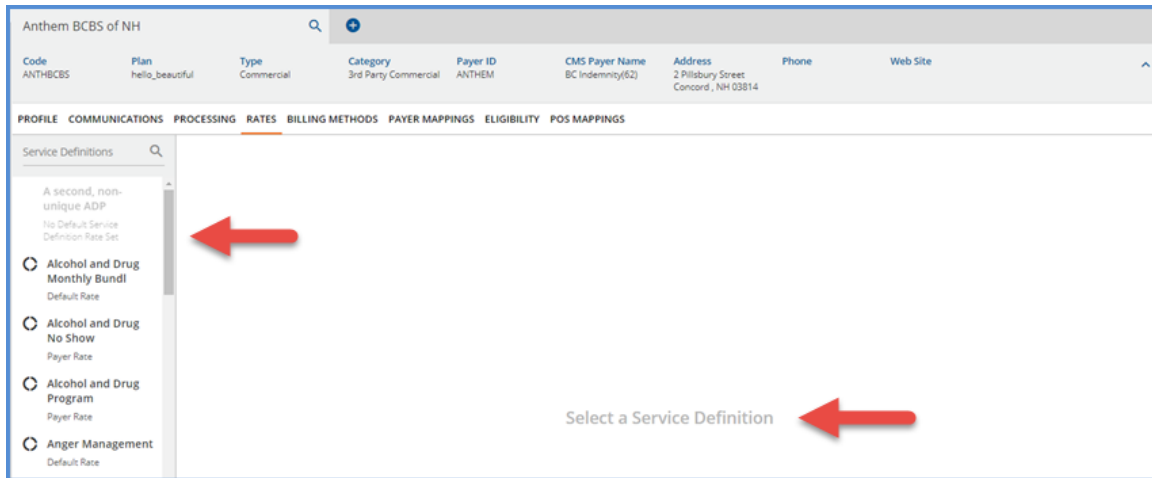 Anthem BCBS of NH
Code Plan Type Category Payer ID CMS Payer Name Address Phone Web Site
ANTHBCBS hello_beautiful Commercial 3rd Party Commercial ANTHEM BC Indemnity(62) 2 Pillsbury Street
Concord , NH 03814
PROFILE COMMUNICATIONS PROCESSING RATES BILLING METHODS PAYER MAPPINGS ELIGIBILITY POS MAPPINGS
Service Definitions
A second, non-
unique ADP
No Default Service
Definition Rate Set
Alcohol and Drug
Monthly Bundl
Default Rate
Alcohol and Drug
No Show
Payer Rate
Alcohol and Drug
Program
Payer Rate
Anger Management
Default Rate
Select a Service Definition